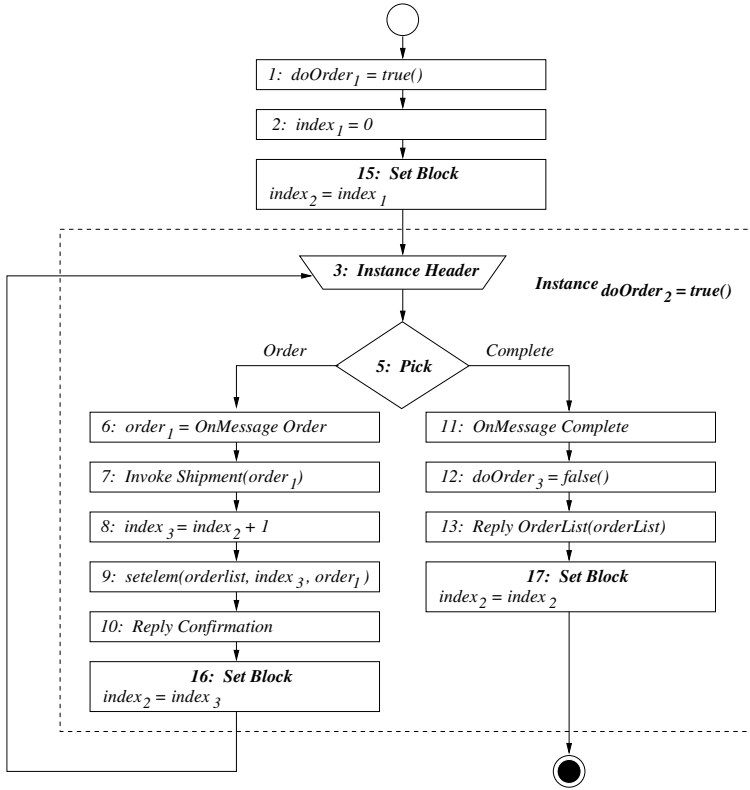 1: doOrder₁ = true()
2: index₁ = 0
15: Set Block
index₂ = index₁
3: Instance Header
Instance doOrder₂ = true()
5: Pick
Order
Complete
6: order₁ = OnMessage Order
7: Invoke Shipment(order₁)
8: index₃ = index₂ + 1
9: setelem(orderlist, index₃, order₁)
10: Reply Confirmation
16: Set Block
index₂ = index₃
11: OnMessage Complete
12: doOrder₃ = false()
13: Reply OrderList(orderList)
17: Set Block
index₂ = index₂